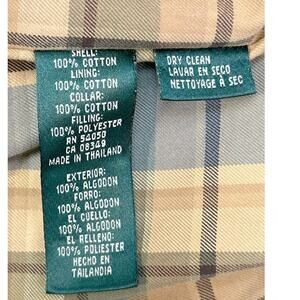 SHELL:
100% COTTON
LINING:
100% COTTON
COLLAR:
100% COTTON
FILLING:
100% POLYESTER
RN 54050
CA 08349
MADE IN THAILAND
EXTERIOR:
100% ALGODON
FORRO:
100% ALGODON
EL CUELLO:
100% ALGODON
EL RELLENO:
100% POLIESTER
HECHO EN
TAILANDIA
DRY CLEAN
LAVAR EN SECO
NETTOYAGE À SEC